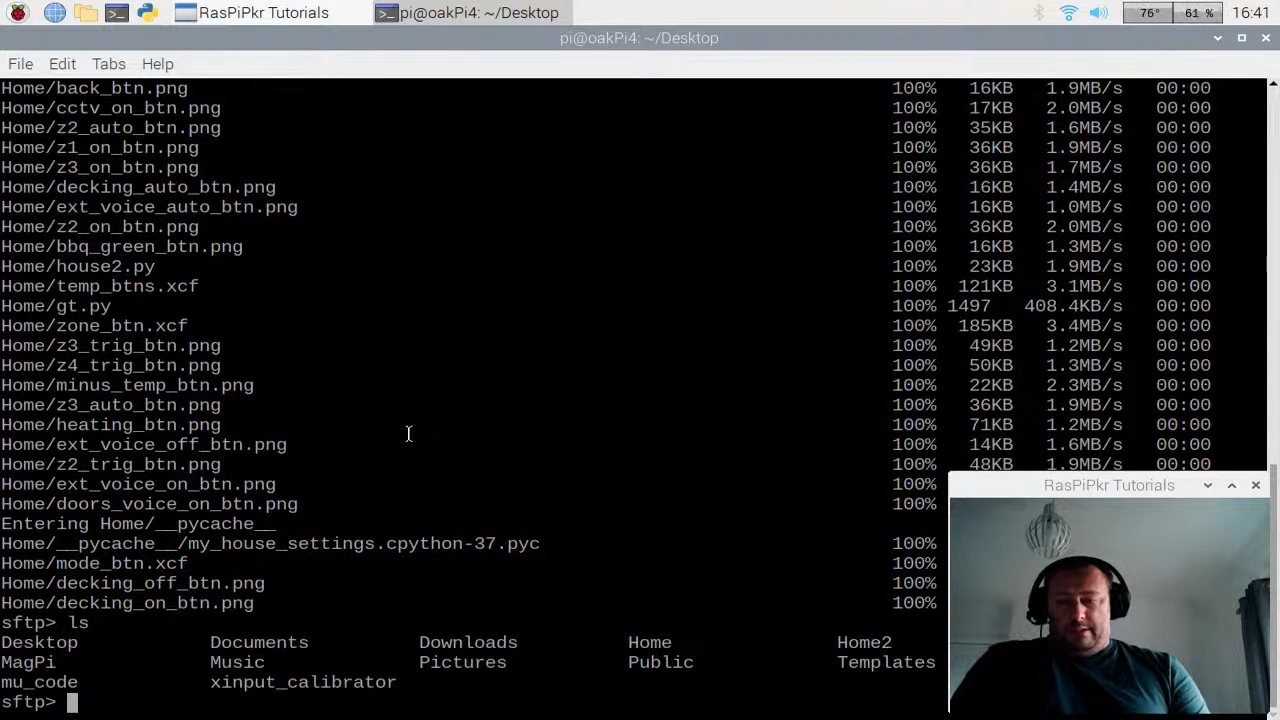 RasPiPkr Tutorials
pi@oakPi4: ~/Desktop
76° 61 % 16:41
pi@oakPi4: ~/Desktop
File Edit Tabs Help
Home/back_btn.png 100% 16KB 1.9MB/s 00:00
Home/cctv_on_btn.png 100% 17KB 2.0MB/s 00:00
Home/z2_auto_btn.png 100% 35KB 1.6MB/s 00:00
Home/z1_on_btn.png 100% 36KB 1.9MB/s 00:00
Home/z3_on_btn.png 100% 36KB 1.7MB/s 00:00
Home/decking_auto_btn.png 100% 16KB 1.4MB/s 00:00
Home/ext_voice_auto_btn.png 100% 16KB 1.0MB/s 00:00
Home/z2_on_btn.png 100% 36KB 2.0MB/s 00:00
Home/bbq_green_btn.png 100% 16KB 1.3MB/s 00:00
Home/house2.py 100% 23KB 1.9MB/s 00:00
Home/temp_btns.xcf 100% 121KB 3.1MB/s 00:00
Home/gt.py 100% 1497 408.4KB/s 00:00
Home/zone_btn.xcf 100% 185KB 3.4MB/s 00:00
Home/z3_trig_btn.png 100% 49KB 1.2MB/s 00:00
Home/z4_trig_btn.png 100% 50KB 1.3MB/s 00:00
Home/minus_temp_btn.png 100% 22KB 2.3MB/s 00:00
Home/z3_auto_btn.png 100% 36KB 1.9MB/s 00:00
Home/heating_btn.png 100% 71KB 1.2MB/s 00:00
Home/ext_voice_off_btn.png 100% 14KB 1.6MB/s 00:00
Home/z2_trig_btn.png 100% 48KB 1.9MB/s 00:00
Home/ext_voice_on_btn.png 100%
Home/doors_voice_on_btn.png 100%
Entering Home/__pycache__
Home/__pycache__/my_house_settings.cpython-37.pyc 100%
Home/mode_btn.xcf 100%
Home/decking_off_btn.png 100%
Home/decking_on_btn.png 100%
sftp> ls
Desktop Documents Downloads Home Home2
MagPi Music Pictures Public Templates
mu_code xinput_calibrator
sftp>
RasPiPkr Tutorials